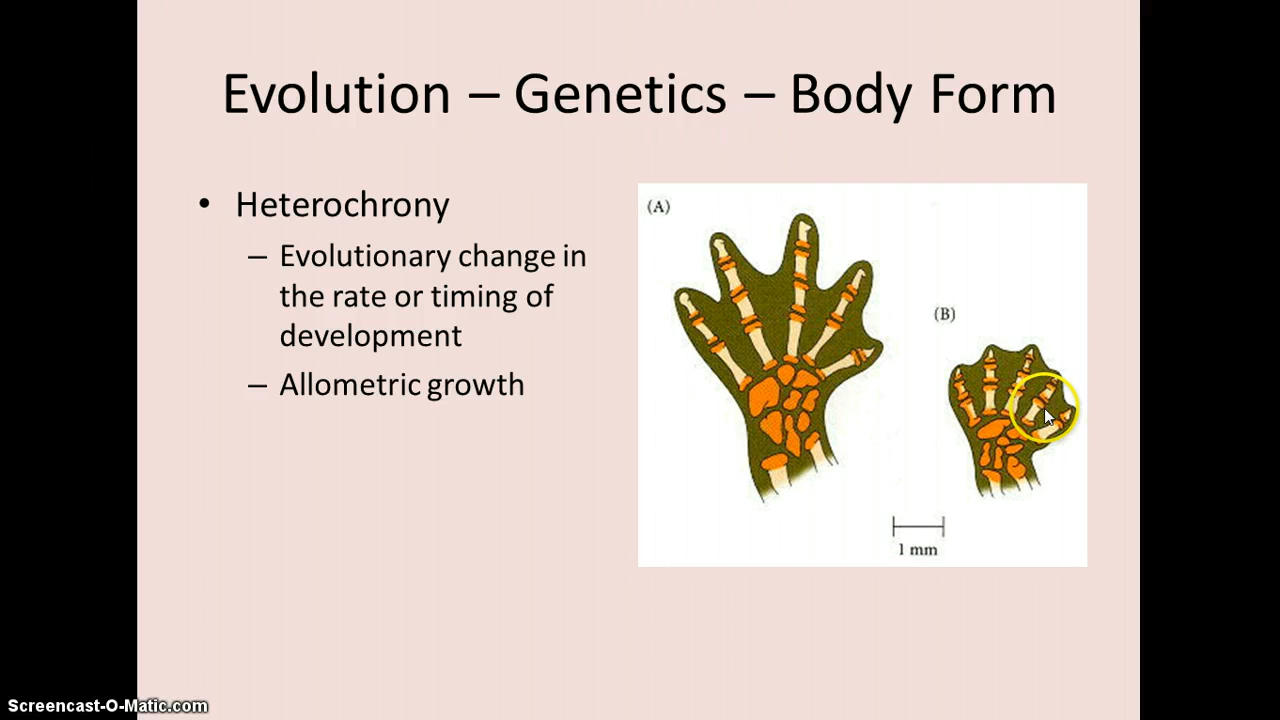 Evolution – Genetics – Body Form
• Heterochrony
– Evolutionary change in
the rate or timing of
development
– Allometric growth
(A)
(B)
1 mm
Screencast-O-Matic.com